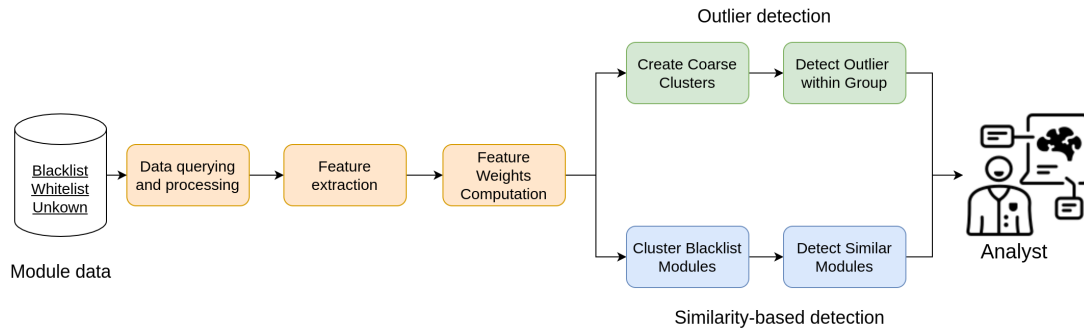 Outlier detection
Create Coarse
Clusters
Detect Outlier
within Group
Blacklist
Whitelist
Unkown
Module data
Data querying
and processing
Feature
extraction
Feature
Weights
Computation
Cluster Blacklist
Modules
Detect Similar
Modules
Similarity-based detection
Analyst